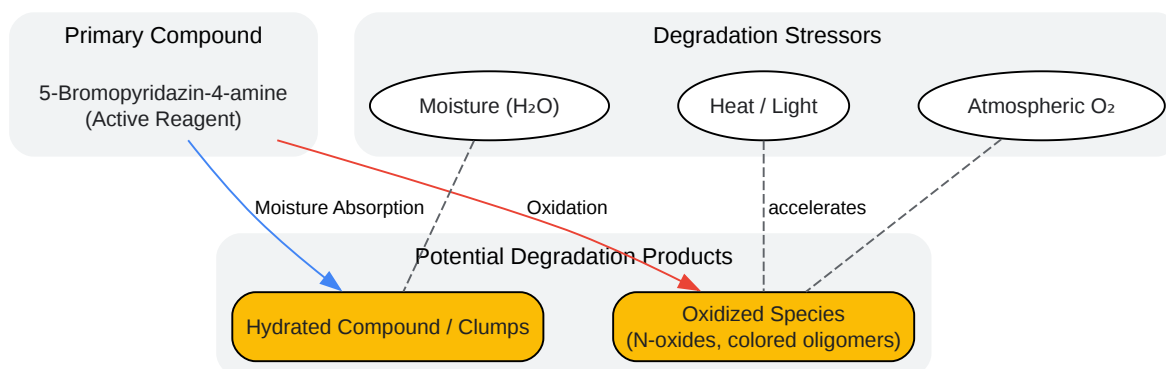 Primary Compound
5-Bromopyridazin-4-amine
(Active Reagent)
Degradation Stressors
Moisture (H₂O)
Heat / Light
Atmospheric O₂
Moisture Absorption
Oxidation
accelerates
Potential Degradation Products
Hydrated Compound / Clumps
Oxidized Species
(N-oxides, colored oligomers)